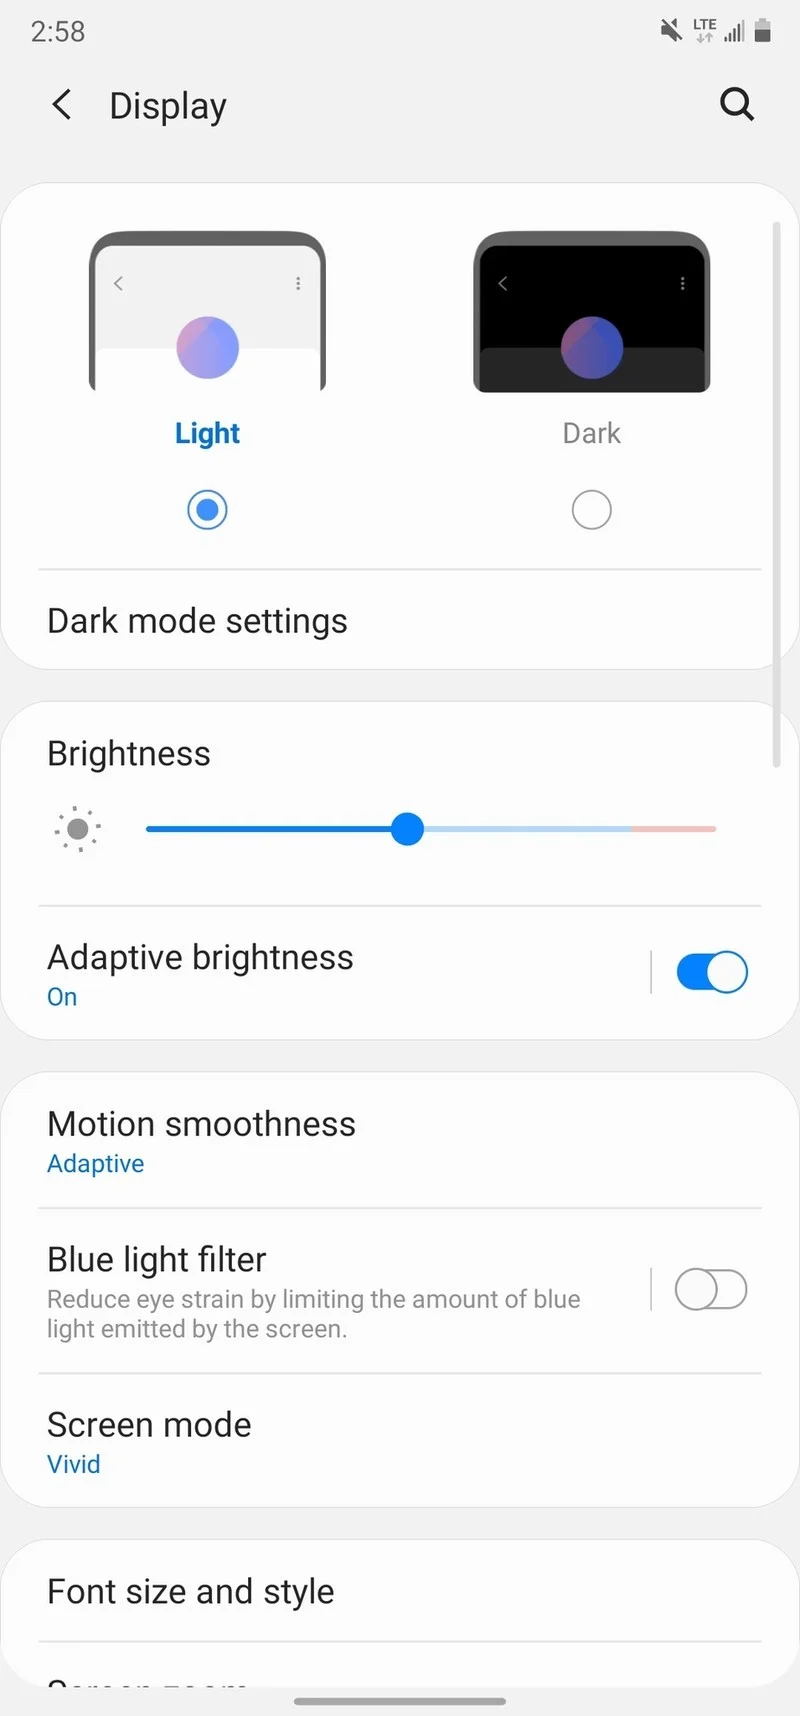 2:58
LTE
Display
Light
Dark
Dark mode settings
Brightness
Adaptive brightness
On
Motion smoothness
Adaptive
Blue light filter
Reduce eye strain by limiting the amount of blue
light emitted by the screen.
Screen mode
Vivid
Font size and style
Screen zoom